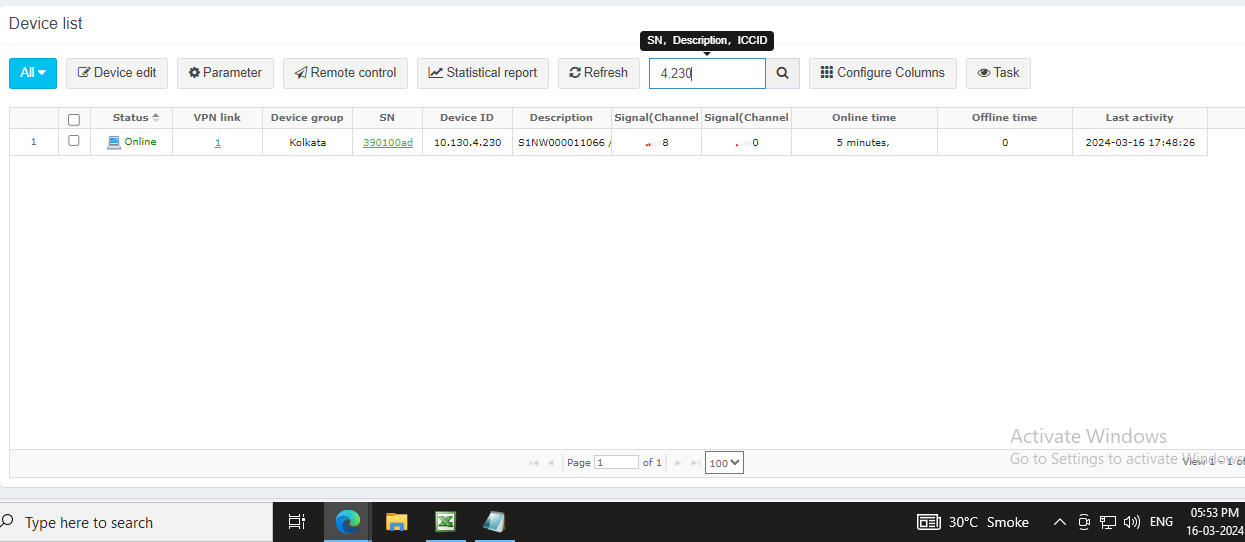 Device list
SN, Description, ICCID
All Device edit Parameter Remote control Statistical report Refresh 4.230 Configure Columns Task
Status VPN link Device group SN Device ID Description Signal(Channel Signal(Channel Online time Offline time Last activity
1 Online 1 Kolkata 390100ad 10.130.4.230 S1NW000011066 / 8 0 5 minutes, 0 2024-03-16 17:48:26
Activate Windows
Go to Settings to activate Windows.
Page 1 of 1 100 View 1 - 1 of
Type here to search 30°C Smoke ENG 05:53 PM
16-03-2024